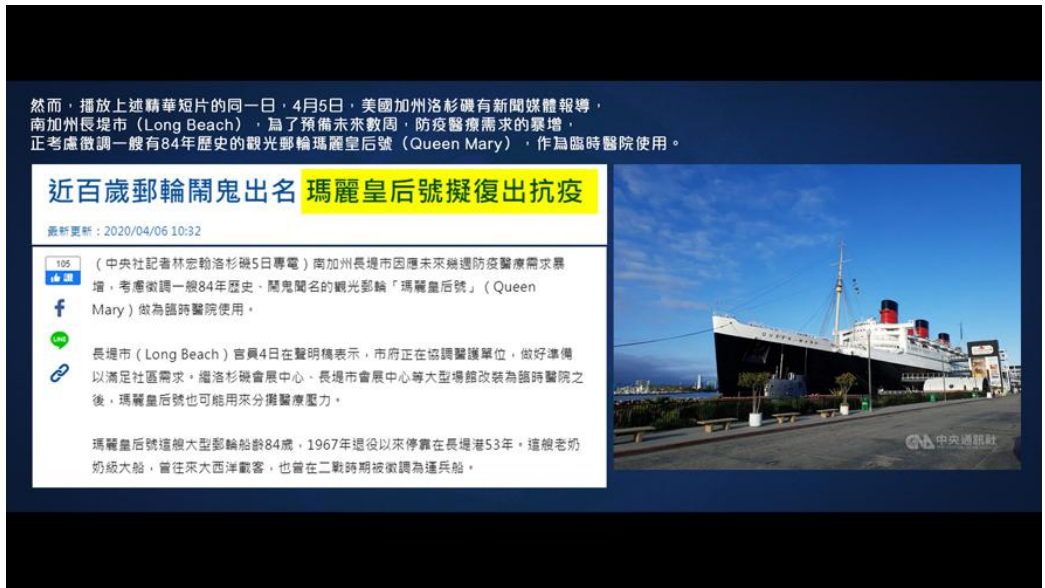 然而，播放上述精華短片的同一日，4月5日，美國加州洛杉磯有新聞媒體報導，
南加州長堤市（Long Beach），為了預備未來數周，防疫醫療需求的暴增，
正考慮徵調一艘有84年歷史的觀光郵輪瑪麗皇后號（Queen Mary），作為臨時醫院使用。
近百歲郵輪鬧鬼出名 瑪麗皇后號擬復出抗疫
最新更新：2020/04/06 10:32
105
讚
（中央社記者林宏翰洛杉磯5日專電）南加州長堤市因應未來幾週防疫醫療需求暴
增，考慮徵調一艘84年歷史、鬧鬼聞名的觀光郵輪「瑪麗皇后號」（Queen
Mary）做為臨時醫院使用。
LINE
長堤市（Long Beach）官員4日在聲明稿表示，市府正在協調醫護單位，做好準備
以滿足社區需求。繼洛杉磯會展中心、長堤市會展中心等大型場館改裝為臨時醫院之
後，瑪麗皇后號也可能用來分攤醫療壓力。
瑪麗皇后號這艘大型郵輪船齡84歲，1967年退役以來停靠在長堤港53年。這艘老奶
奶級大船，曾往來大西洋載客，也曾在二戰時期被徵調為運兵船。
CNA 中央通訊社